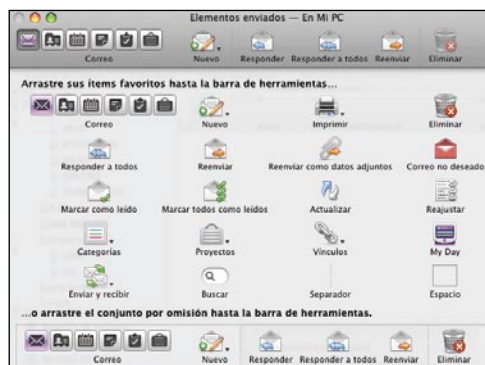 Elementos enviados — En Mi PC
Correo Nuevo Responder Responder a todos Reenviar Eliminar
Arrastre sus ítems favoritos hasta la barra de herramientas...
Correo Nuevo Imprimir Eliminar
Responder a todos Reenviar Reenviar como datos adjuntos Correo no deseado
Marcar como leído Marcar todos como leídos Actualizar Reajustar
Categorías Proyectos Vínculos My Day
Enviar y recibir Buscar Separador Espacio
...o arrastre el conjunto por omisión hasta la barra de herramientas.
Correo Nuevo Responder Responder a todos Reenviar Eliminar